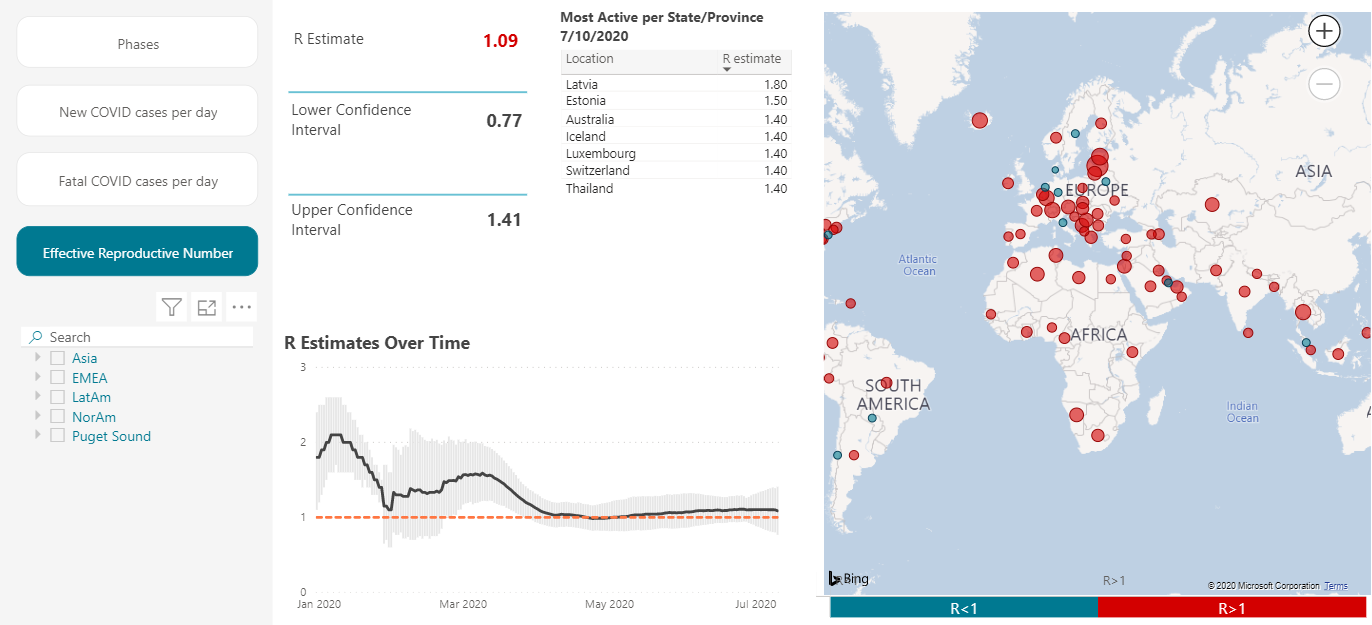 Phases
New COVID cases per day
Fatal COVID cases per day
Effective Reproductive Number
Search
Asia
EMEA
LatAm
NorAm
Puget Sound
R Estimate
1.09
Lower Confidence
Interval
0.77
Upper Confidence
Interval
1.41
Most Active per State/Province
7/10/2020
Location R estimate
Latvia 1.80
Estonia 1.50
Australia 1.40
Iceland 1.40
Luxembourg 1.40
Switzerland 1.40
Thailand 1.40
R Estimates Over Time
3
2
1
0
Jan 2020 Mar 2020 May 2020 Jul 2020
ASIA
EUROPE
Atlantic
Ocean
AFRICA
SOUTH
AMERICA
Indian
Ocean
Bing
R>1
© 2020 Microsoft Corporation Terms
R<1 R>1